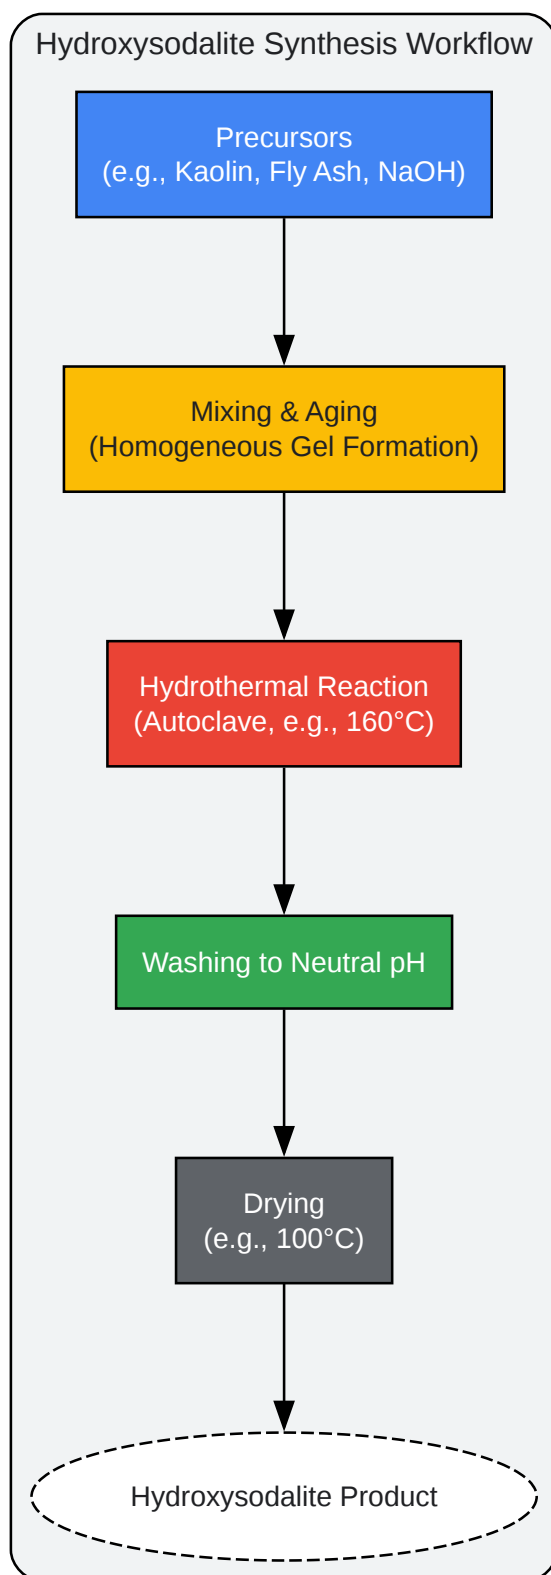 Hydroxysodalite Synthesis Workflow
Precursors
(e.g., Kaolin, Fly Ash, NaOH)
Mixing & Aging
(Homogeneous Gel Formation)
Hydrothermal Reaction
(Autoclave, e.g., 160°C)
Washing to Neutral pH
Drying
(e.g., 100°C)
Hydroxysodalite Product